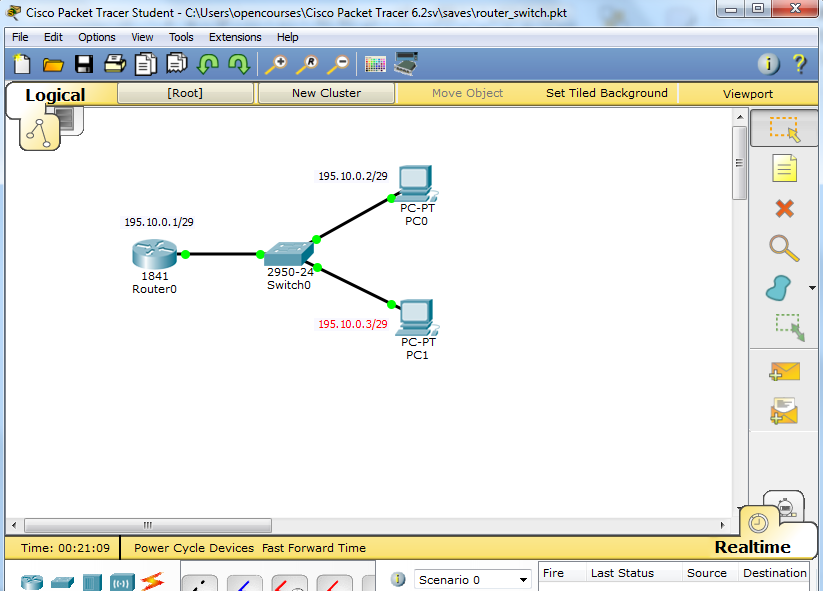 Cisco Packet Tracer Student - C:\Users\opencourses\Cisco Packet Tracer 6.2sv\saves\router_switch.pkt
File Edit Options View Tools Extensions Help
Logical [Root] New Cluster Move Object Set Tiled Background Viewport
195.10.0.2/29
PC-PT
PC0
195.10.0.1/29
1841
Router0
2950-24
Switch0
195.10.0.3/29
PC-PT
PC1
Time: 00:21:09 Power Cycle Devices Fast Forward Time Realtime
Scenario 0 Fire Last Status Source Destination